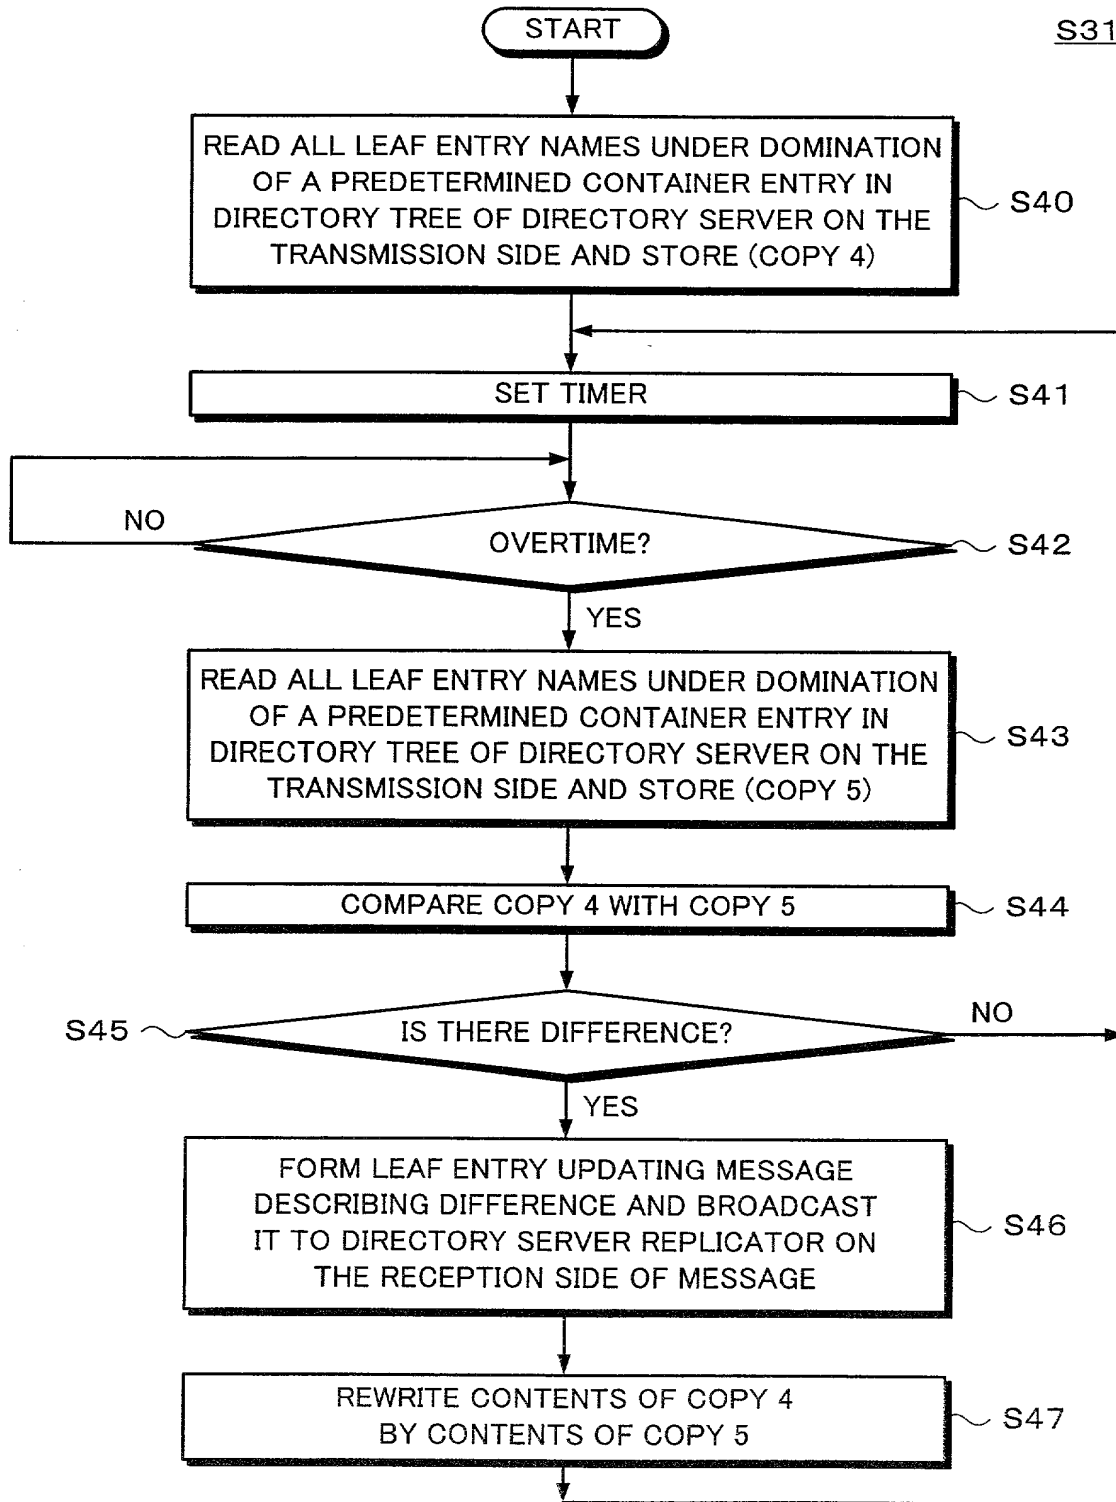 START
S31
READ ALL LEAF ENTRY NAMES UNDER DOMINATION
OF A PREDETERMINED CONTAINER ENTRY IN
DIRECTORY TREE OF DIRECTORY SERVER ON THE
TRANSMISSION SIDE AND STORE (COPY 4)
S40
SET TIMER
S41
NO
OVERTIME?
S42
YES
READ ALL LEAF ENTRY NAMES UNDER DOMINATION
OF A PREDETERMINED CONTAINER ENTRY IN
DIRECTORY TREE OF DIRECTORY SERVER ON THE
TRANSMISSION SIDE AND STORE (COPY 5)
S43
COMPARE COPY 4 WITH COPY 5
S44
S45
IS THERE DIFFERENCE?
NO
YES
FORM LEAF ENTRY UPDATING MESSAGE
DESCRIBING DIFFERENCE AND BROADCAST
IT TO DIRECTORY SERVER REPLICATOR ON
THE RECEPTION SIDE OF MESSAGE
S46
REWRITE CONTENTS OF COPY 4
BY CONTENTS OF COPY 5
S47